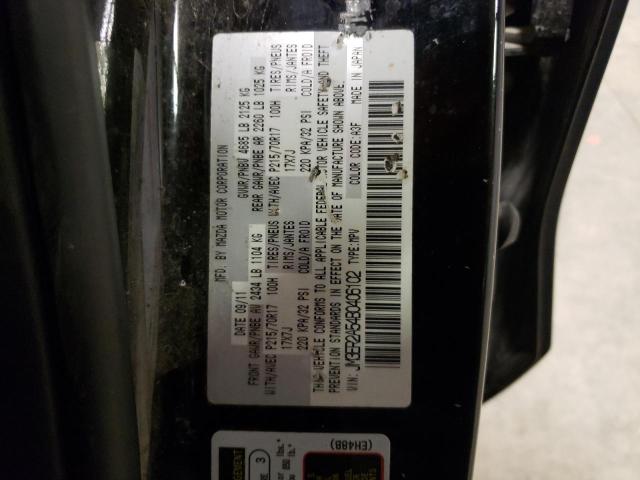 MFD. BY MAZDA MOTOR CORPORATION
DATE 09/11 GVWR/PNBV 4685 LB 2125 KG
FRONT GAWR/PNBE AV 2434 LB 1104 KG REAR GAWR/PNBE AR 2260 LB 1025 KG
WITH/AVEC P215/70R17 100H TIRES/PNEUS WITH/AVEC P215/70R17 100H TIRES/PNEUS
17X7J RIMS/JANTES 17X7J RIMS/JANTES
220 KPA/32 PSI COLD/A FROID 220 KPA/32 PSI COLD/A FROID
THIS VEHICLE CONFORMS TO ALL APPLICABLE FEDERAL MOTOR VEHICLE SAFETY AND THEFT
PREVENTION STANDARDS IN EFFECT ON THE DATE OF MANUFACTURE SHOWN ABOVE.
COLOR CODE:A3F MADE IN JAPAN
VIN: JM3ER2A54B0406102 TYPE:MPV
(EH48B)
3
lbs.*